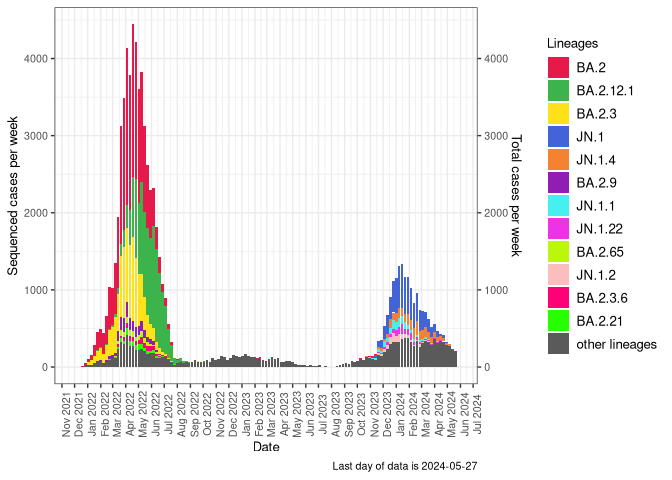 Sequenced cases per week
4000
3000
2000
1000
0
4000
3000
2000
1000
0
Total cases per week
Nov 2021
Dec 2021
Jan 2022
Feb 2022
Mar 2022
Apr 2022
May 2022
Jun 2022
Jul 2022
Aug 2022
Sep 2022
Oct 2022
Nov 2022
Dec 2022
Jan 2023
Feb 2023
Mar 2023
Apr 2023
May 2023
Jun 2023
Jul 2023
Aug 2023
Sep 2023
Oct 2023
Nov 2023
Dec 2023
Jan 2024
Feb 2024
Mar 2024
Apr 2024
May 2024
Jun 2024
Jul 2024
Date
Last day of data is 2024-05-27
Lineages
BA.2
BA.2.12.1
BA.2.3
JN.1
JN.1.4
BA.2.9
JN.1.1
JN.1.22
BA.2.65
JN.1.2
BA.2.3.6
BA.2.21
other lineages